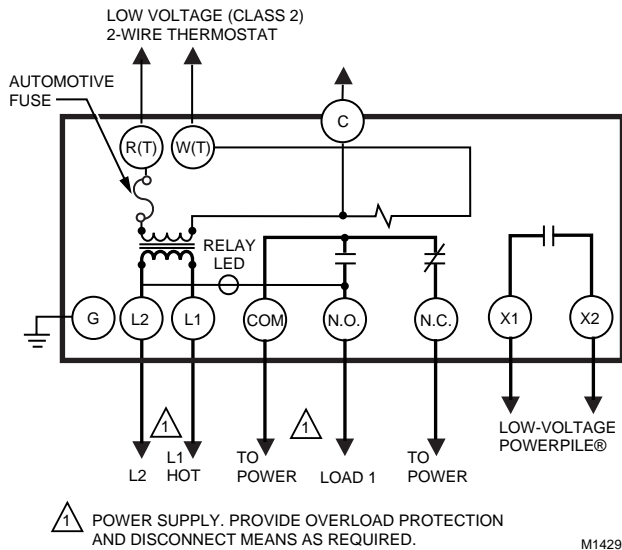 LOW VOLTAGE (CLASS 2)
2-WIRE THERMOSTAT
AUTOMOTIVE
FUSE
C
R(T)
W(T)
RELAY
LED
G
L2
L1
COM
N.O.
N.C.
X1
X2
1
1
L2
L1
HOT
TO
POWER
LOAD 1
TO
POWER
LOW-VOLTAGE
POWERPILE®
1 POWER SUPPLY. PROVIDE OVERLOAD PROTECTION
AND DISCONNECT MEANS AS REQUIRED.
M1429